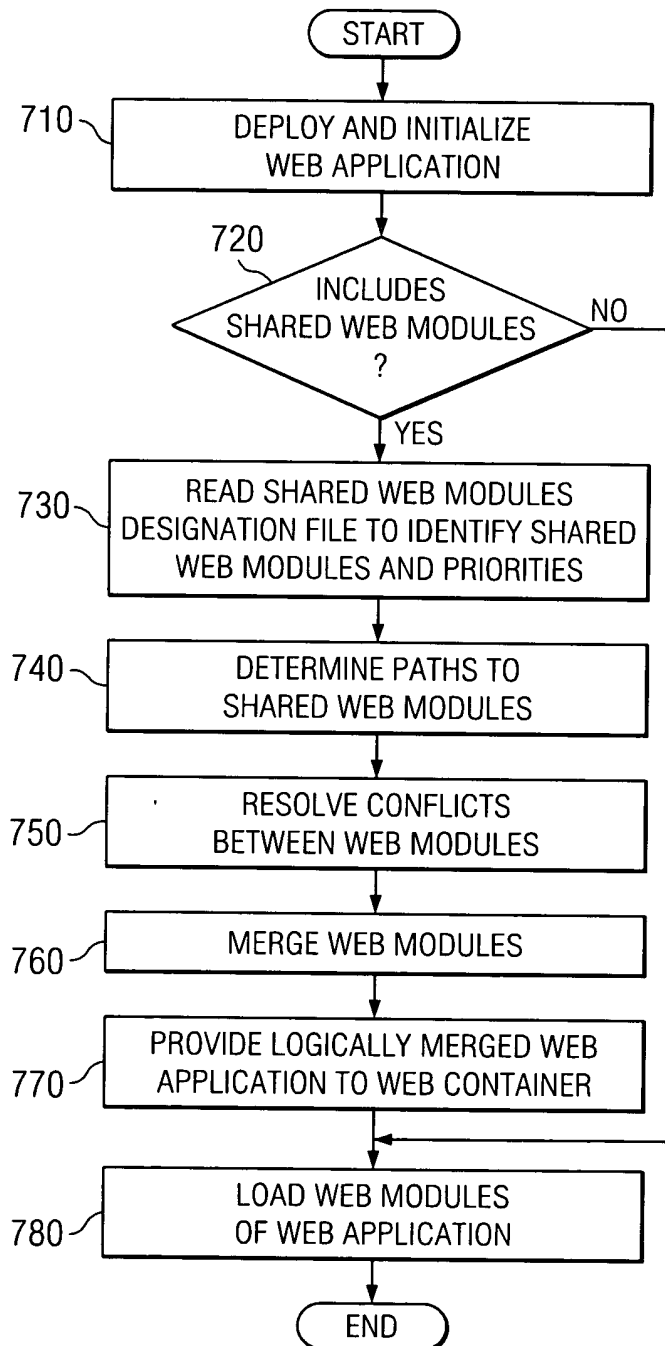 START
710
DEPLOY AND INITIALIZE
WEB APPLICATION
720
INCLUDES
SHARED WEB MODULES
?
NO
YES
730
READ SHARED WEB MODULES
DESIGNATION FILE TO IDENTIFY SHARED
WEB MODULES AND PRIORITIES
740
DETERMINE PATHS TO
SHARED WEB MODULES
750
RESOLVE CONFLICTS
BETWEEN WEB MODULES
760
MERGE WEB MODULES
770
PROVIDE LOGICALLY MERGED WEB
APPLICATION TO WEB CONTAINER
780
LOAD WEB MODULES
OF WEB APPLICATION
END